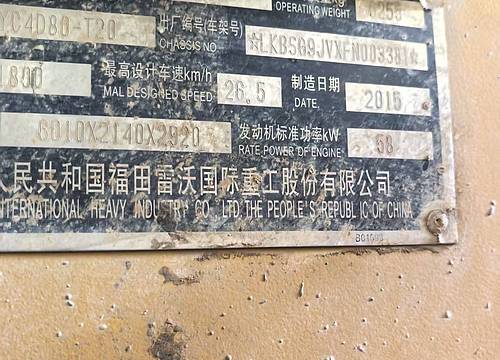 OPERATING WEIGHT 6250
YC4D80-T20 出厂编号(车架号) CHASSIS NO ☆LKBSG9JVXFN003381☆
1800 最高设计车速km/h MAL DESIGNED SPEED 26.5 制造日期 DATE. 2015
6010X2140X2920 发动机标准功率kW RATE POWER OF ENGINE 58
人民共和国福田雷沃国际重工股份有限公司
INTERNATIONAL HEAVY INDUSTRY CO., LTD.THE PEOPLE'S REPUBLIC OF CHINA